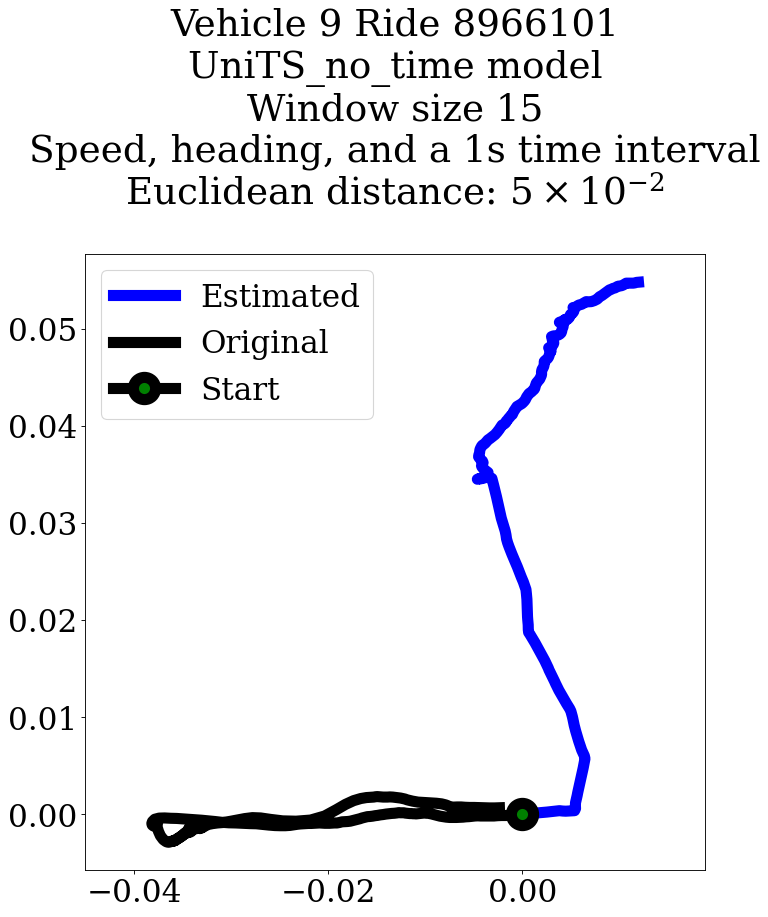 Vehicle 9 Ride 8966101
UniTS_no_time model
Window size 15
Speed, heading, and a 1s time interval
Euclidean distance: 5 × 10⁻²
Estimated
Original
Start
0.05
0.04
0.03
0.02
0.01
0.00
−0.04
−0.02
0.00